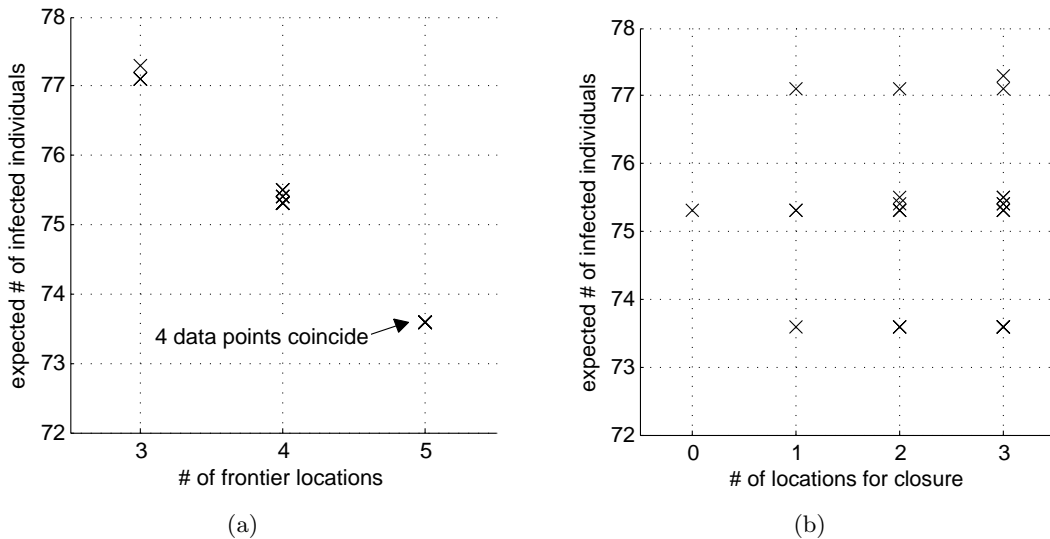 expected # of infected individuals
78
77
76
75
74
73
72
4 data points coincide
3 4 5
# of frontier locations
(a)
expected # of infected individuals
78
77
76
75
74
73
72
0 1 2 3
# of locations for closure
(b)